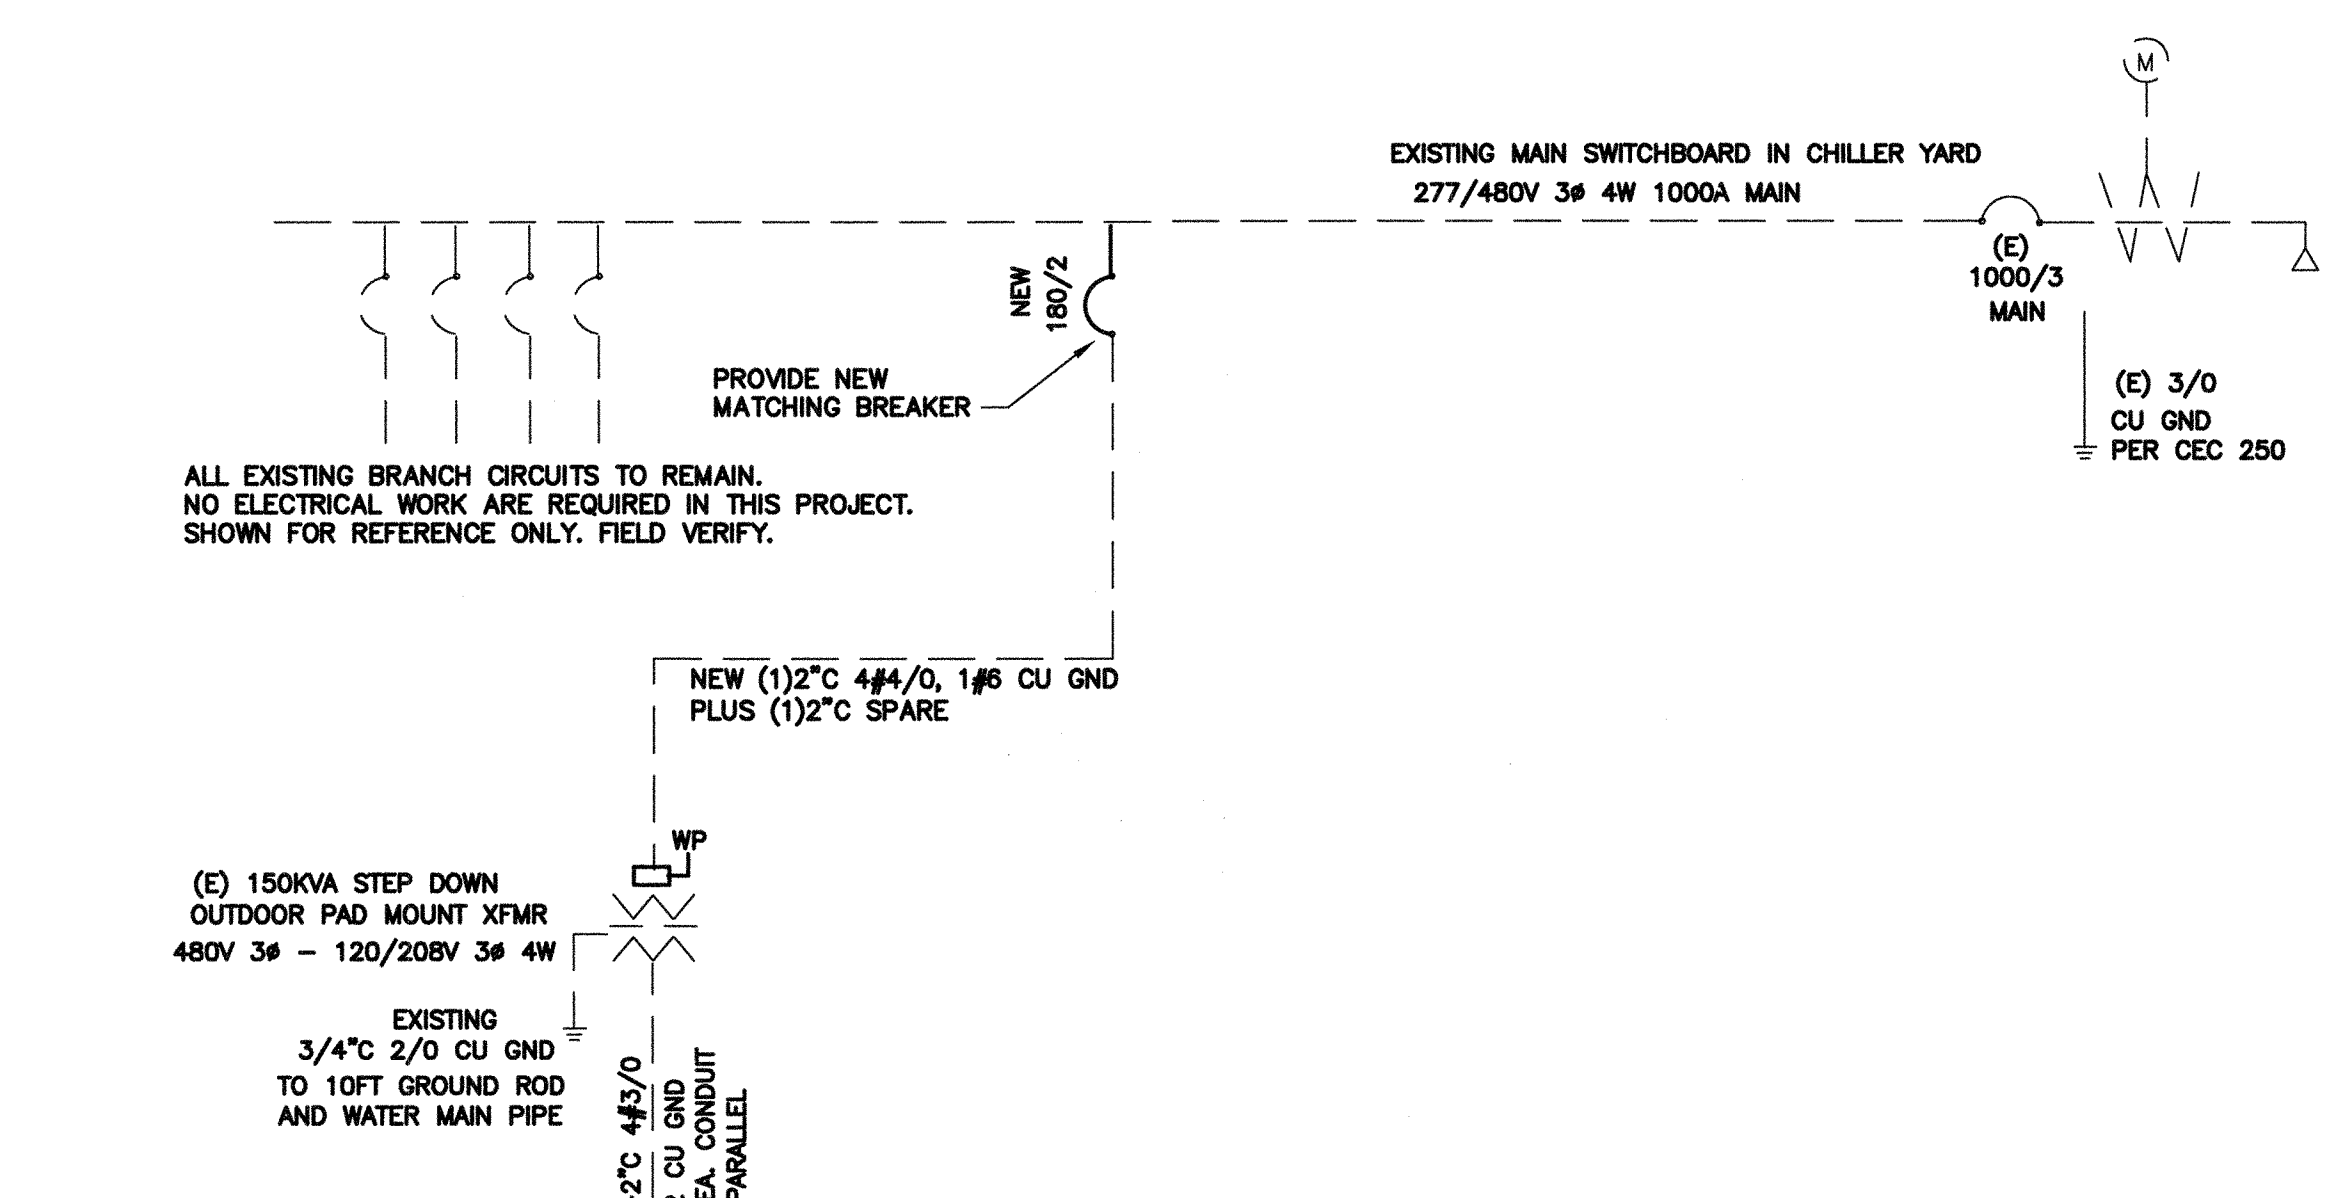 M
EXISTING MAIN SWITCHBOARD IN CHILLER YARD
277/480V 3ø 4W 1000A MAIN
(E)
1000/3
MAIN
NEW
180/2
PROVIDE NEW
MATCHING BREAKER
(E) 3/0
CU GND
PER CEC 250
ALL EXISTING BRANCH CIRCUITS TO REMAIN.
NO ELECTRICAL WORK ARE REQUIRED IN THIS PROJECT.
SHOWN FOR REFERENCE ONLY. FIELD VERIFY.
NEW (1)2"C 4#4/0, 1#6 CU GND
PLUS (1)2"C SPARE
WP
(E) 150KVA STEP DOWN
OUTDOOR PAD MOUNT XFMR
480V 3ø – 120/208V 3ø 4W
EXISTING
3/4"C 2/0 CU GND
TO 10FT GROUND ROD
AND WATER MAIN PIPE
2"C 4#3/0
CU GND
EA. CONDUIT
PARALLEL